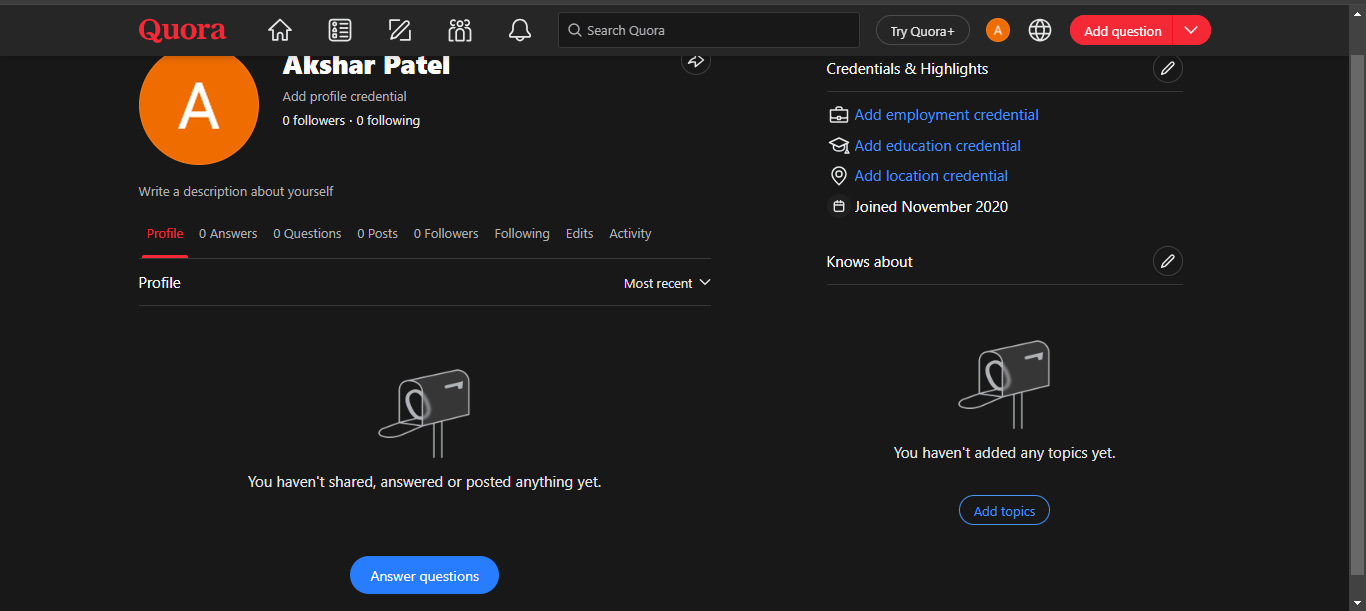 Quora
Search Quora
Try Quora+
A
Add question
A
Akshar Patel
Add profile credential
0 followers · 0 following
Write a description about yourself
Profile 0 Answers 0 Questions 0 Posts 0 Followers Following Edits Activity
Profile
Most recent
You haven't shared, answered or posted anything yet.
Answer questions
Credentials & Highlights
Add employment credential
Add education credential
Add location credential
Joined November 2020
Knows about
You haven't added any topics yet.
Add topics